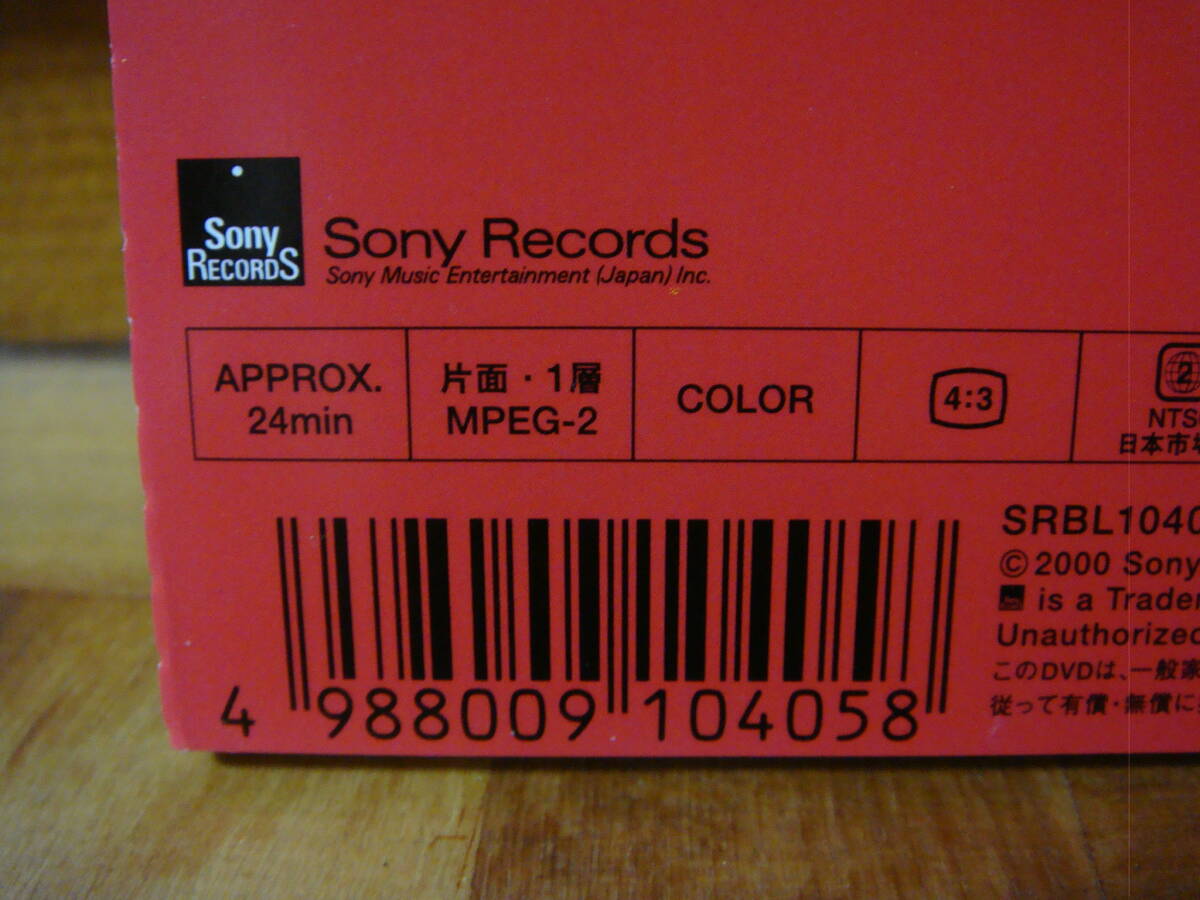 Sony
RECORDS
Sony Records
Sony Music Entertainment (Japan) Inc.
APPROX.
24min
片面・1層
MPEG-2
COLOR
4:3
2
NTS
日本市
SRBL1040
©2000 Sony
is a Trader
Unauthorized
このDVDは、一般家
従って有償・無償に
4 988009 104058